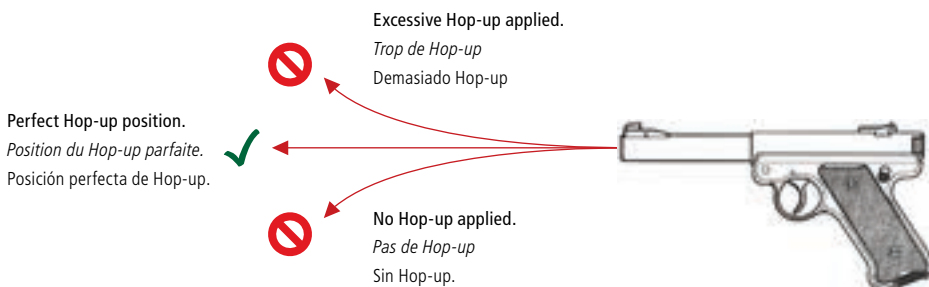 Excessive Hop-up applied.
Trop de Hop-up
Demasiado Hop-up
Perfect Hop-up position.
Position du Hop-up parfaite.
Posición perfecta de Hop-up.
No Hop-up applied.
Pas de Hop-up
Sin Hop-up.